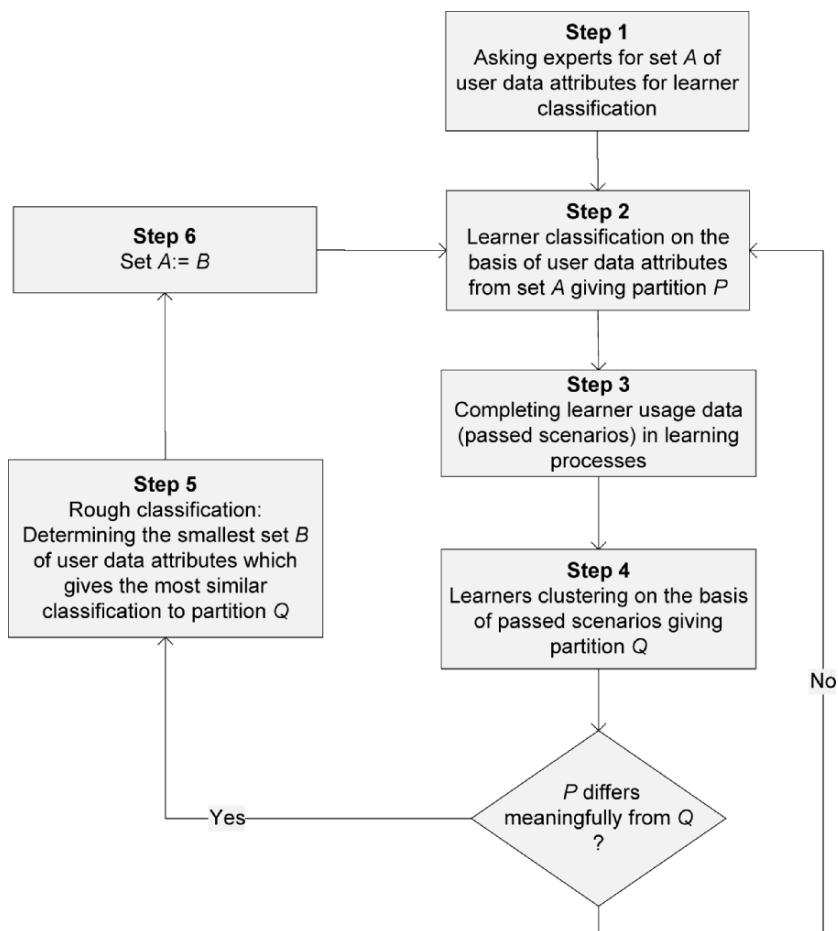 Step 1
Asking experts for set A of
user data attributes for learner
classification
Step 2
Learner classification on the
basis of user data attributes
from set A giving partition P
Step 6
Set A:= B
Step 3
Completing learner usage data
(passed scenarios) in learning
processes
Step 5
Rough classification:
Determining the smallest set B
of user data attributes which
gives the most similar
classification to partition Q
Step 4
Learners clustering on the basis
of passed scenarios giving
partition Q
No
P differs
meaningfully from Q
?
Yes